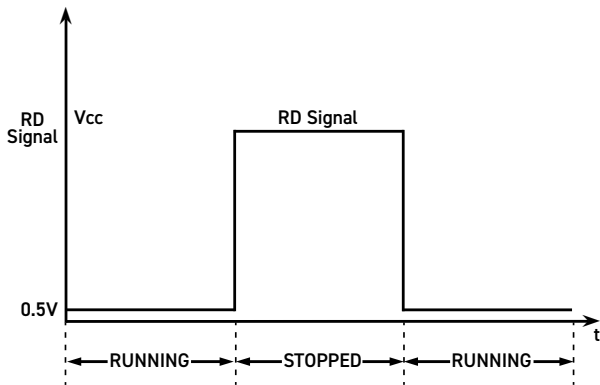 RD
Signal
Vcc
RD Signal
0.5V
t
RUNNING
STOPPED
RUNNING